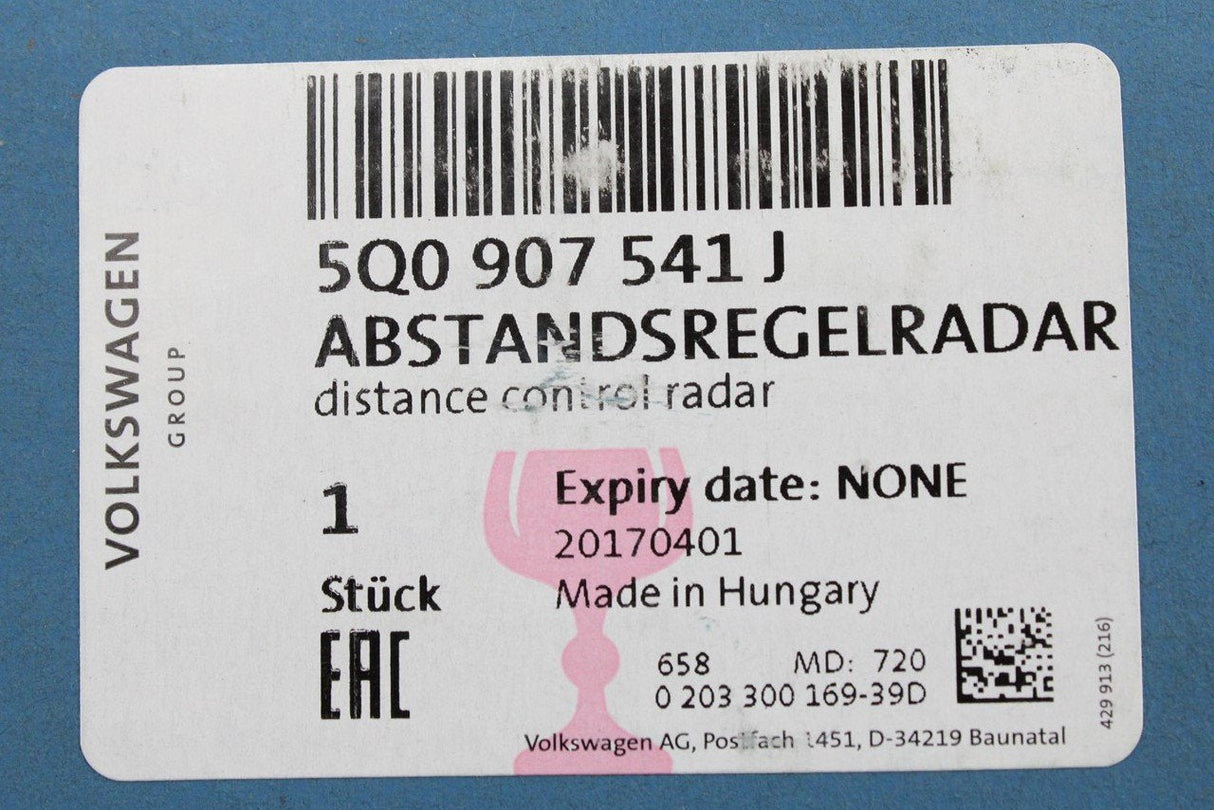 VOLKSWAGEN
GROUP
5Q0 907 541 J
ABSTANDSREGELRADAR
distance control radar
1
Stück
EAC
Expiry date: NONE
20170401
Made in Hungary
658 MD: 720
0 203 300 169-39D
Volkswagen AG, Postfach 1451, D-34219 Baunatal
429 913 (216)